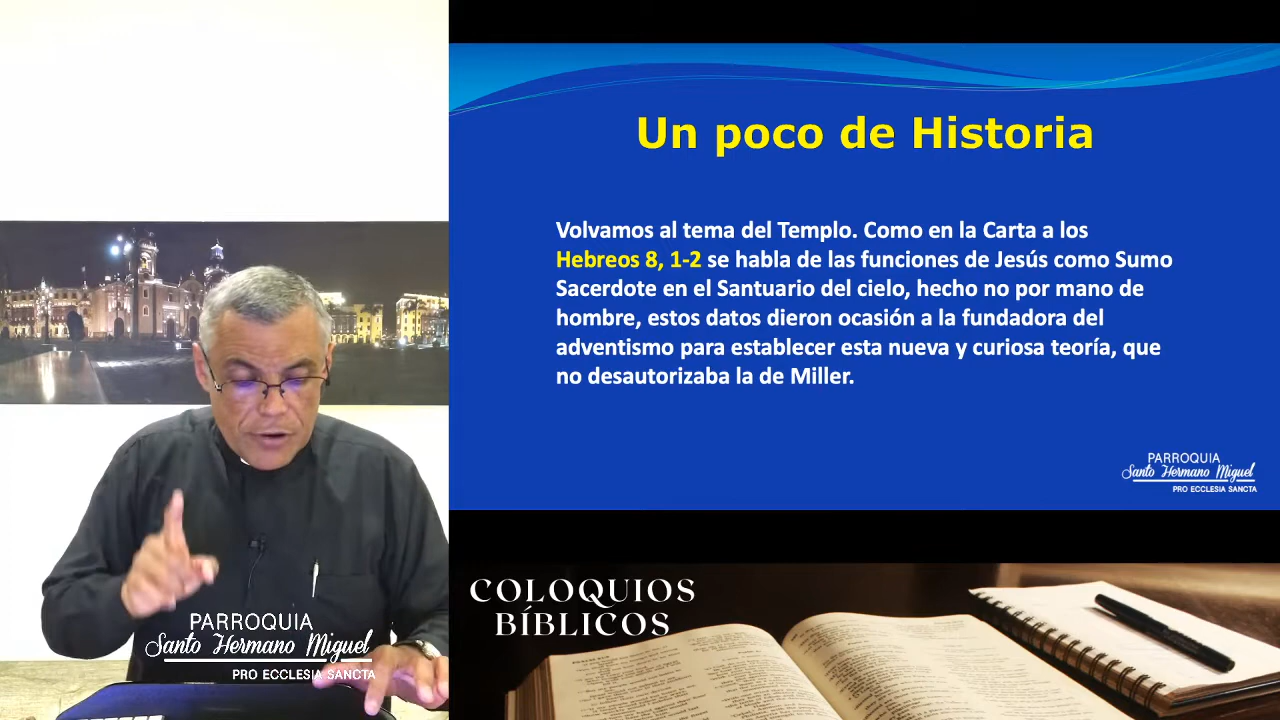 Un poco de Historia
Volvamos al tema del Templo. Como en la Carta a los
Hebreos 8, 1-2 se habla de las funciones de Jesús como Sumo
Sacerdote en el Santuario del cielo, hecho no por mano de
hombre, estos datos dieron ocasión a la fundadora del
adventismo para establecer esta nueva y curiosa teoría, que
no desautorizaba la de Miller.
PARROQUIA
Santo Hermano Miguel
PRO ECCLESIA SANCTA
COLOQUIOS
BÍBLICOS
PARROQUIA
Santo Hermano Miguel
PRO ECCLESIA SANCTA